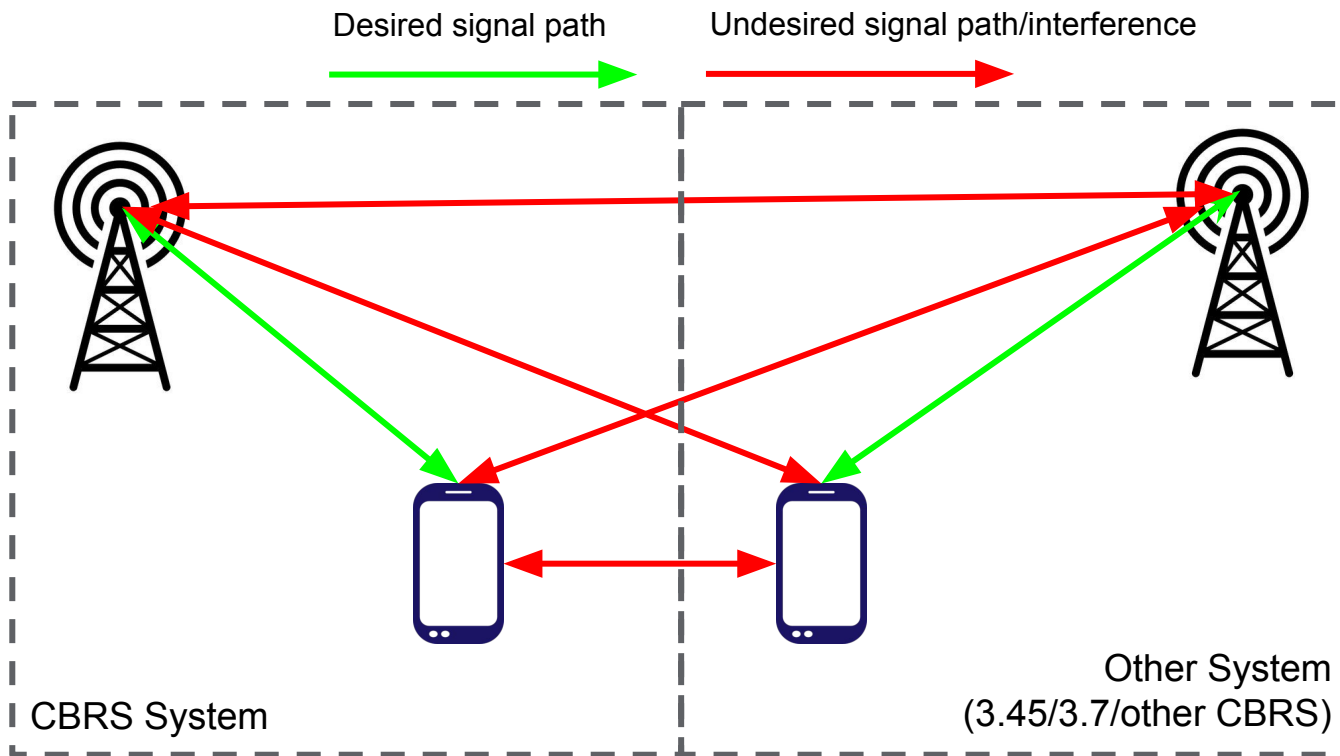 Desired signal path
Undesired signal path/interference
CBRS System
Other System
(3.45/3.7/other CBRS)